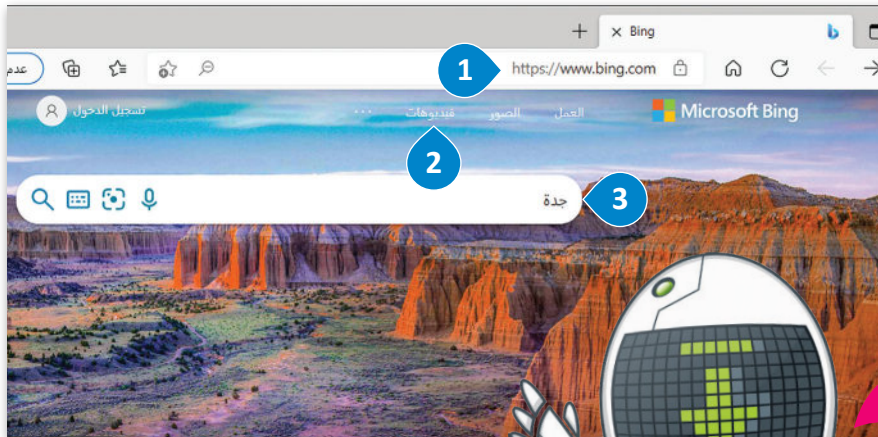 Bing
عدم
https://www.bing.com
1
Microsoft Bing
العمل الصور فيديوهات ...
تسجيل الدخول
2
جدة
3